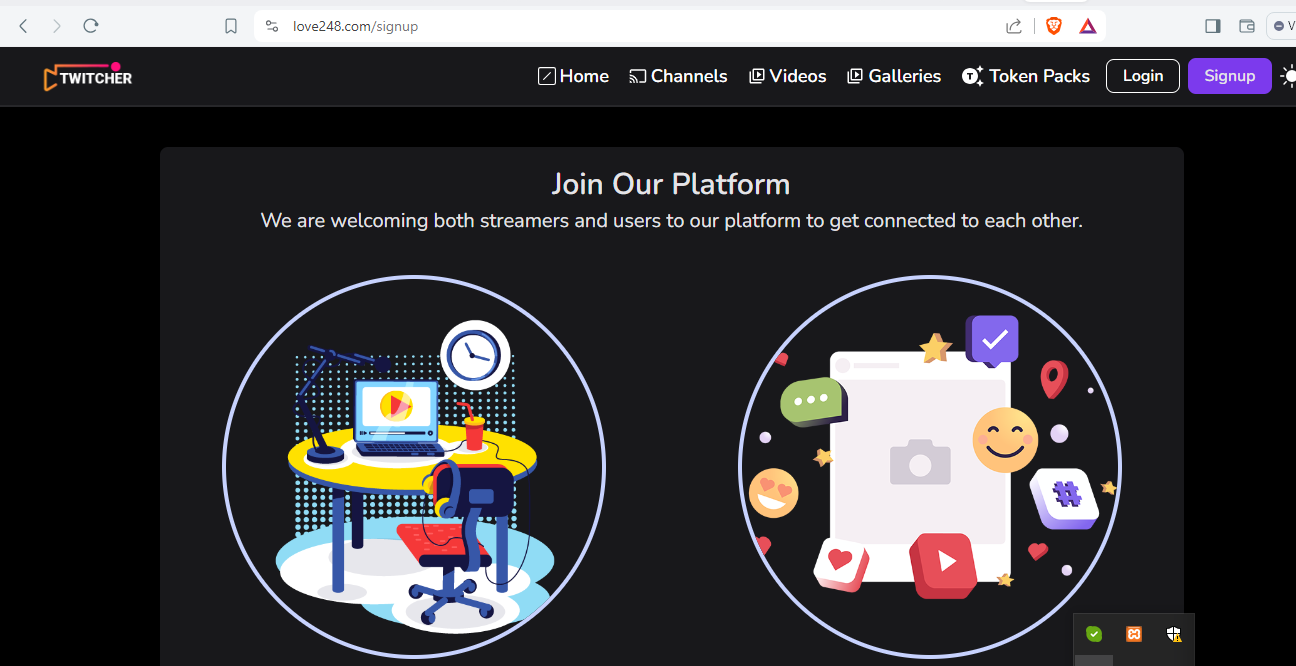 love248.com/signup
V
TWITCHER
Home
Channels
Videos
Galleries
T
Token Packs
Login
Signup
Join Our Platform
We are welcoming both streamers and users to our platform to get connected to each other.
#